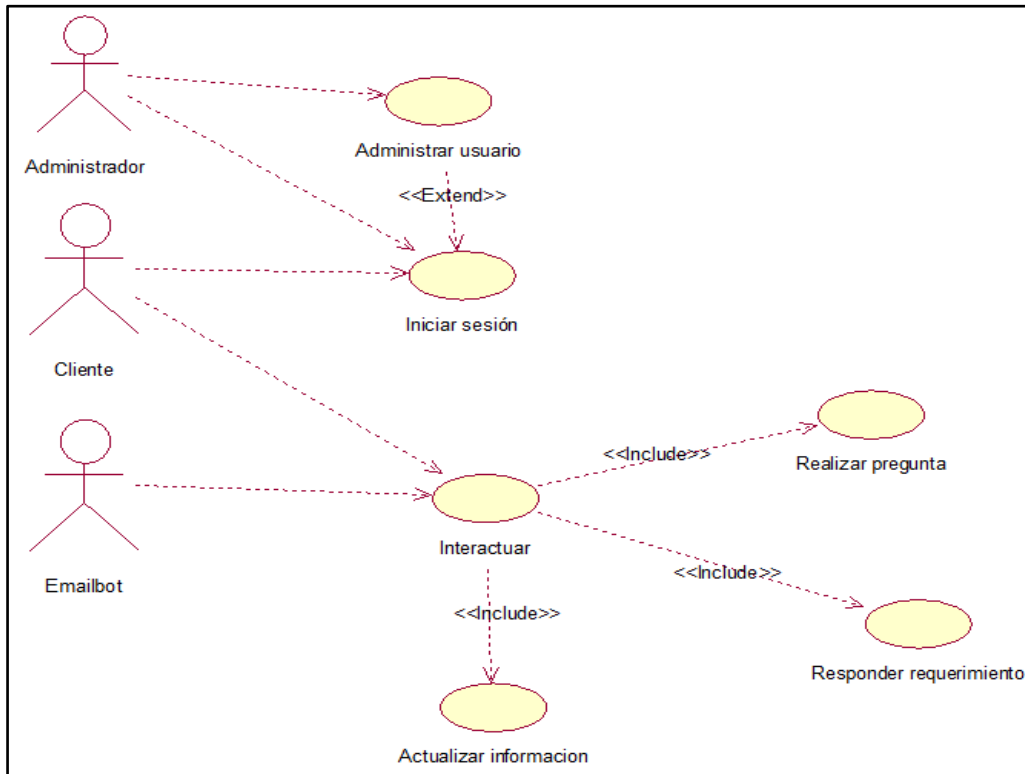 Administrador
Administrar usuario
<<Extend>>
Iniciar sesión
Cliente
Realizar pregunta
<<Include>>
Emailbot
Interactuar
<<Include>>
<<Include>>
Responder requerimiento
Actualizar informacion